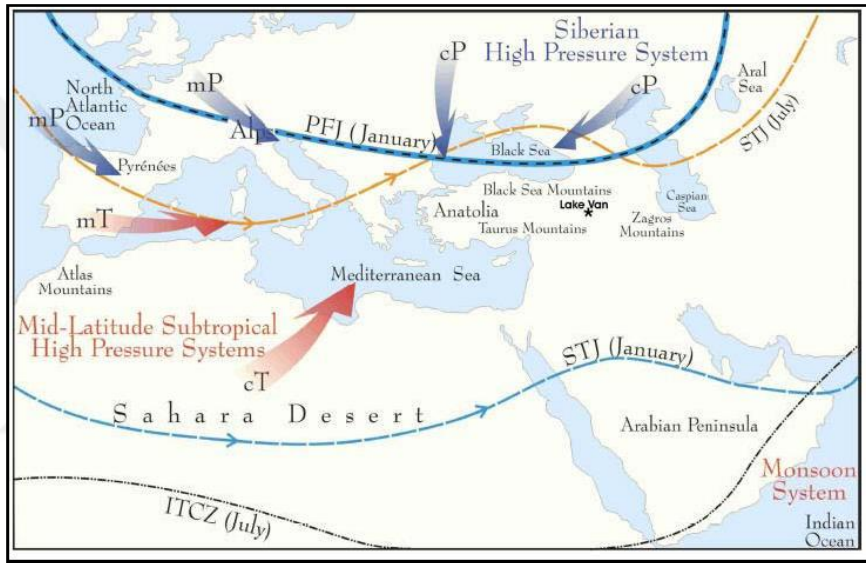 Siberian
High Pressure System
cP
cP
mP
North
Atlantic
Ocean
mP
Alps
PFJ (January)
Aral
Sea
STJ (July)
Pyrénées
Black Sea
Black Sea Mountains
Caspian
Sea
Lake Van
*
Anatolia
Taurus Mountains
Zagros
Mountains
mT
Atlas
Mountains
Mediterranean Sea
Mid-Latitude Subtropical
High Pressure Systems
cT
STJ (January)
Sahara Desert
Arabian Peninsula
Monsoon
System
ITCZ (July)
Indian
Ocean